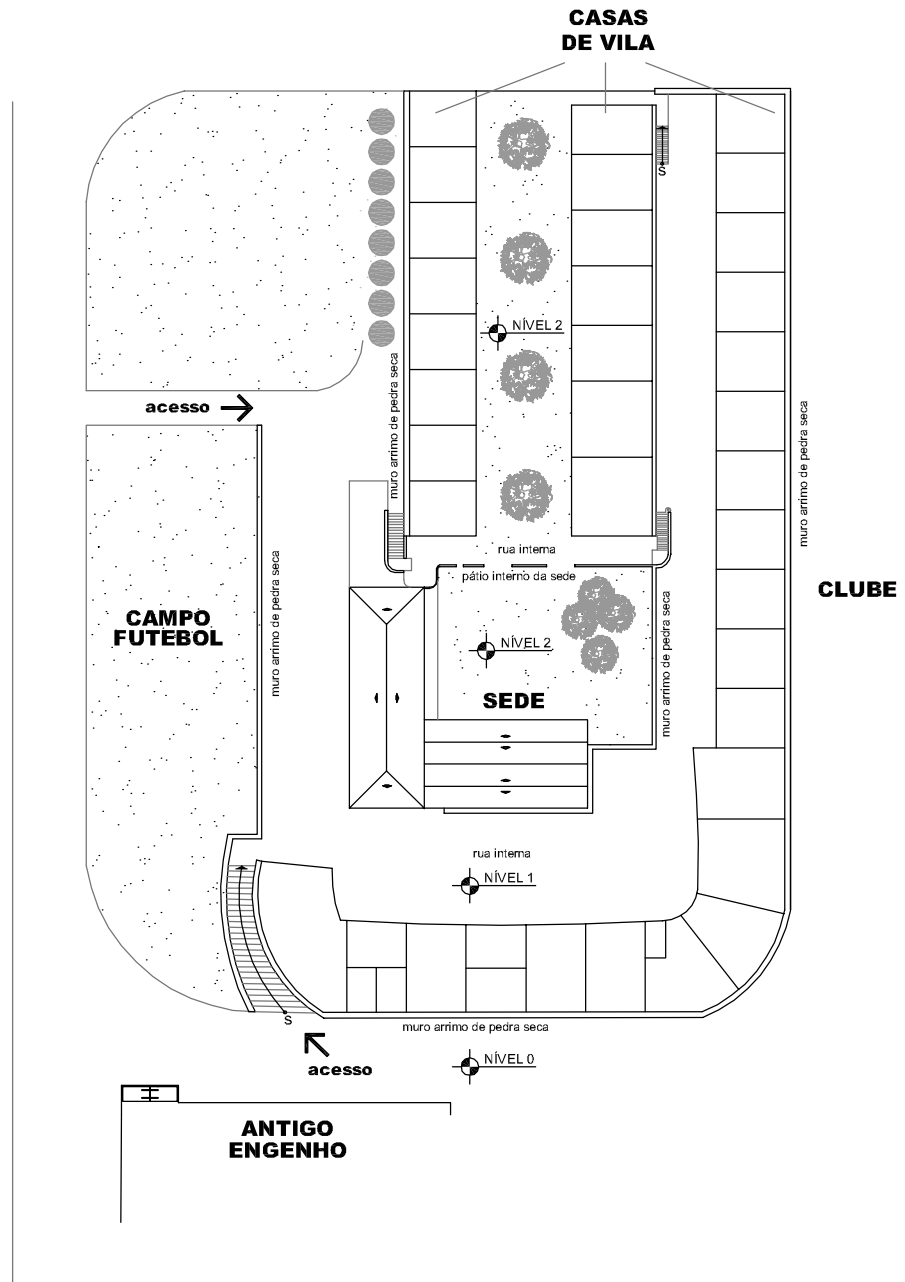 CASAS
DE VILA
S
NÍVEL 2
muro arrimo de pedra seca
acesso
muro arrimo de pedra seca
rua interna
pátio interno da sede
muro arrimo de pedra seca
CLUBE
CAMPO
FUTEBOL
muro arrimo de pedra seca
NÍVEL 2
SEDE
rua interna
NÍVEL 1
S
muro arrimo de pedra seca
NÍVEL 0
acesso
ANTIGO
ENGENHO